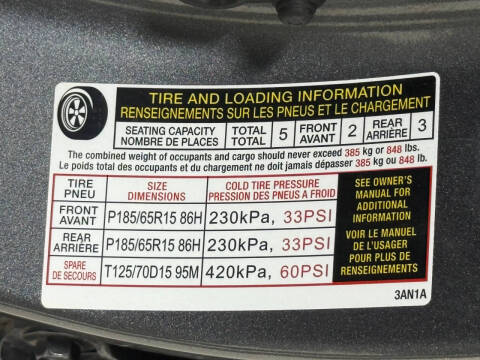 TIRE AND LOADING INFORMATION
RENSEIGNEMENTS SUR LES PNEUS ET LE CHARGEMENT
SEATING CAPACITY TOTAL 5 FRONT 2 REAR 3
NOMBRE DE PLACES TOTAL AVANT ARRIÈRE
The combined weight of occupants and cargo should never exceed 385 kg or 848 lbs.
Le poids total des occupants et du chargement ne doit jamais dépasser 385 kg ou 848 lb.
TIRE SIZE COLD TIRE PRESSURE
PNEU DIMENSIONS PRESSION DES PNEUS A FROID
FRONT
AVANT P185/65R15 86H 230kPa, 33PSI
REAR
ARRIÈRE P185/65R15 86H 230kPa, 33PSI
SPARE
DE SECOURS T125/70D15 95M 420kPa, 60PSI
SEE OWNER'S
MANUAL FOR
ADDITIONAL
INFORMATION
VOIR LE MANUEL
DE L'USAGER
POUR PLUS DE
RENSEIGNEMENTS
3AN1A